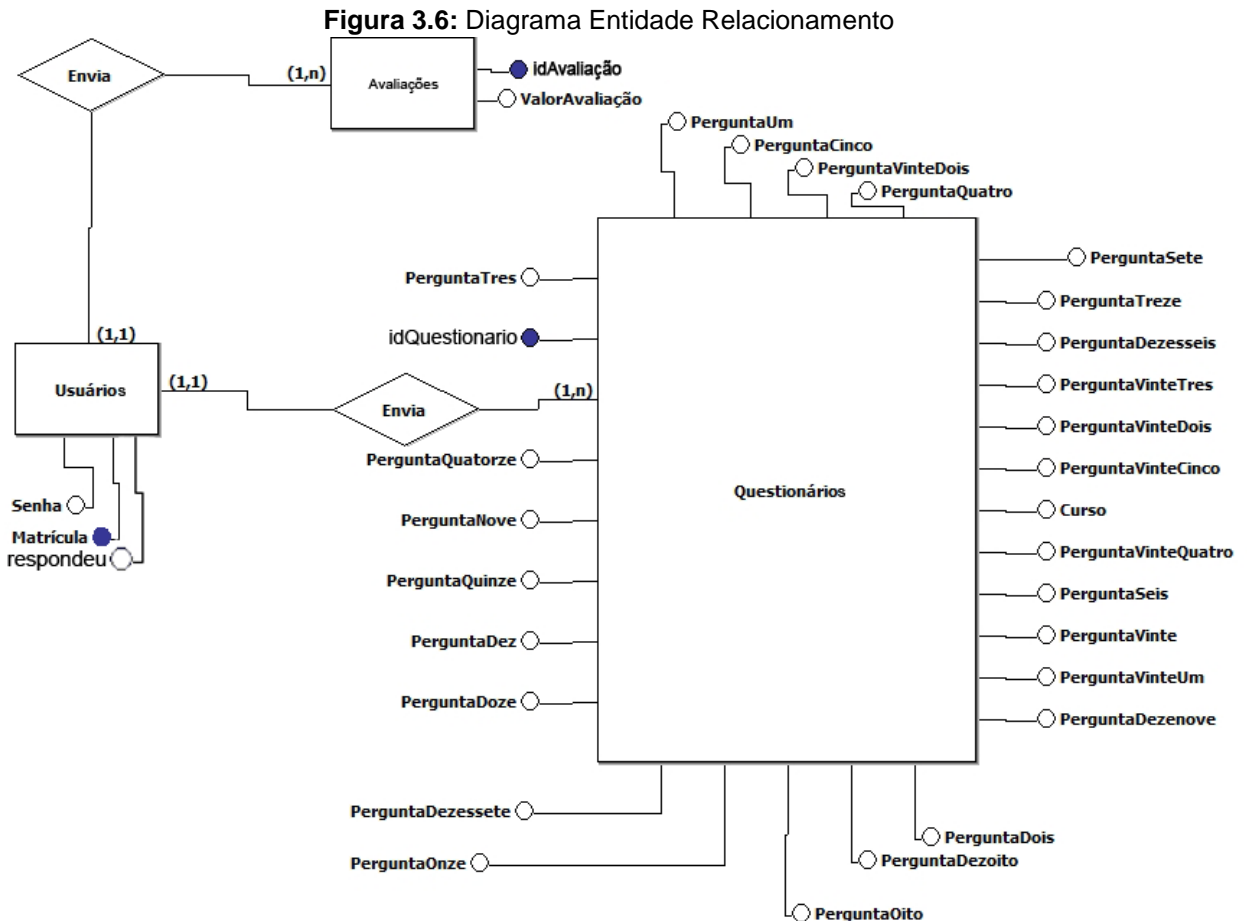 Figura 3.6: Diagrama Entidade Relacionamento
Envia
(1,n)
Avaliações
idAvaliação
ValorAvaliação
PerguntaUm
PerguntaCinco
PerguntaVinteDois
PerguntaQuatro
PerguntaTres
idQuestionario
(1,1)
Usuários
(1,1)
Envia
(1,n)
Senha
Matrícula
respondeu
PerguntaQuatorze
PerguntaNove
PerguntaQuinze
PerguntaDez
PerguntaDoze
Questionários
PerguntaSete
PerguntaTreze
PerguntaDezesseis
PerguntaVinteTres
PerguntaVinteDois
PerguntaVinteCinco
Curso
PerguntaVinteQuatro
PerguntaSeis
PerguntaVinte
PerguntaVinteUm
PerguntaDezenove
PerguntaDezessete
PerguntaOnze
PerguntaDois
PerguntaDezoito
PerguntaOito